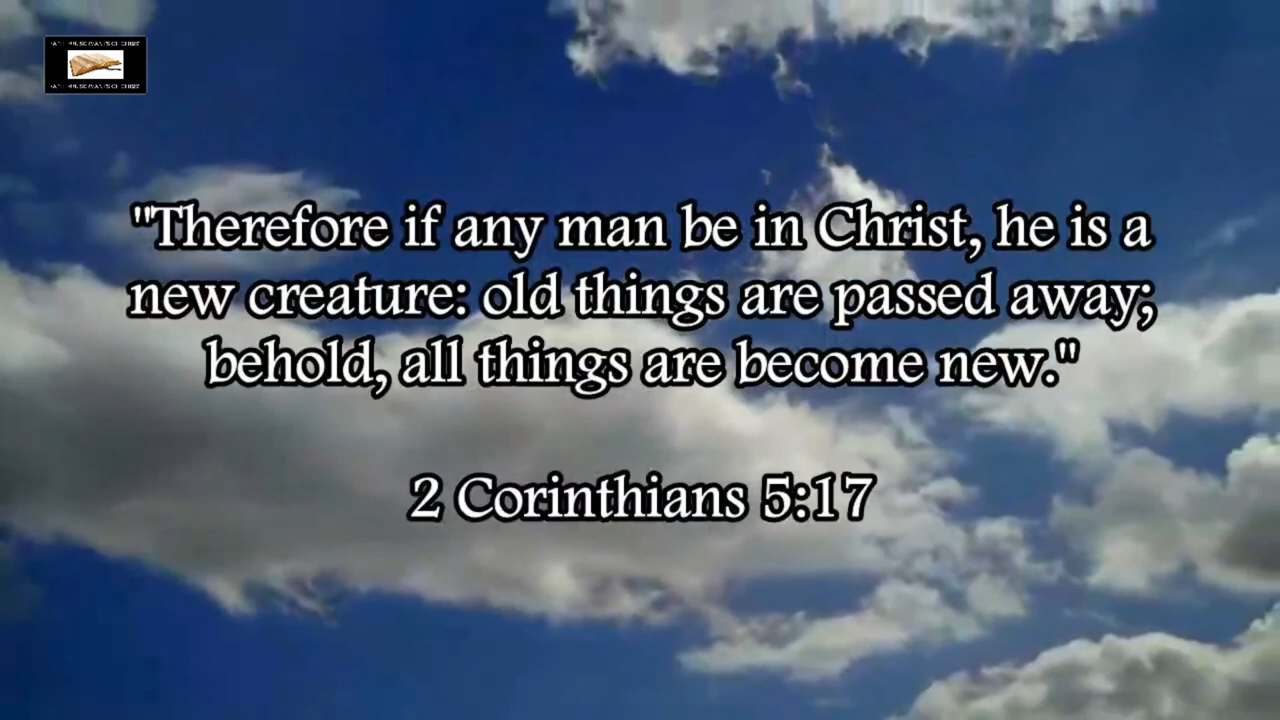 "Therefore if any man be in Christ, he is a
new creature: old things are passed away;
behold, all things are become new."
2 Corinthians 5:17